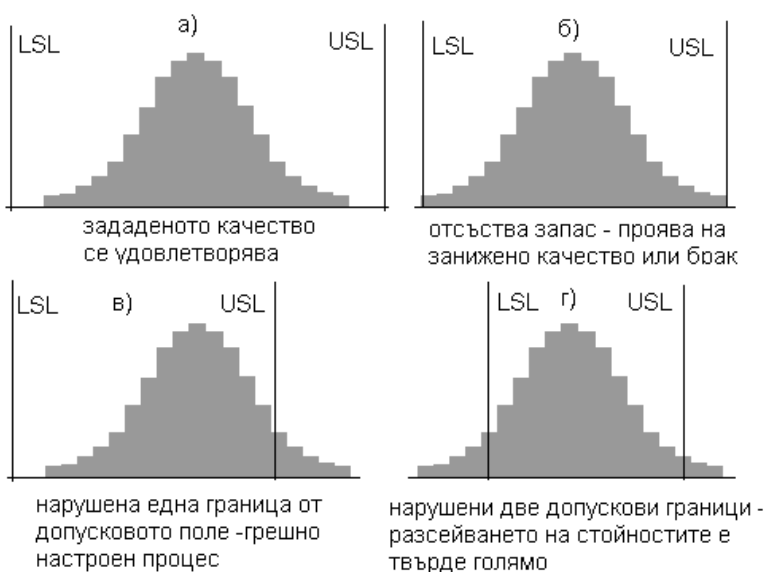 а)
LSL USL
зададеното качество
се удовлетворява
б)
LSL USL
отсъства запас - проява на
занижено качество или брак
LSL в) USL
нарушена една граница от
допусковото поле -грешно
настроен процес
LSL г) USL
нарушени две допускови граници -
разсейването на стойностите е
твърде голямо